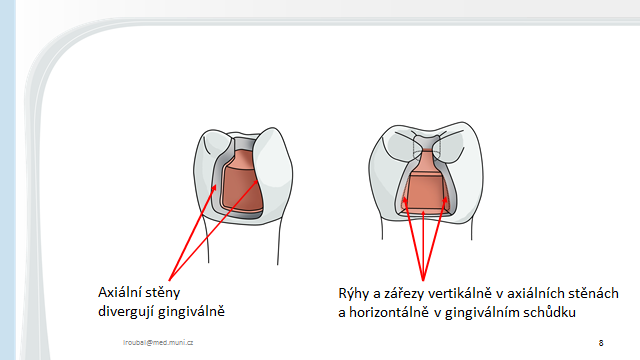 Axiální stěny
divergují gingiválně
Rýhy a zářezy vertikálně v axiálních stěnách
a horizontálně v gingiválním schůdku
lroubal@med.muni.cz
8